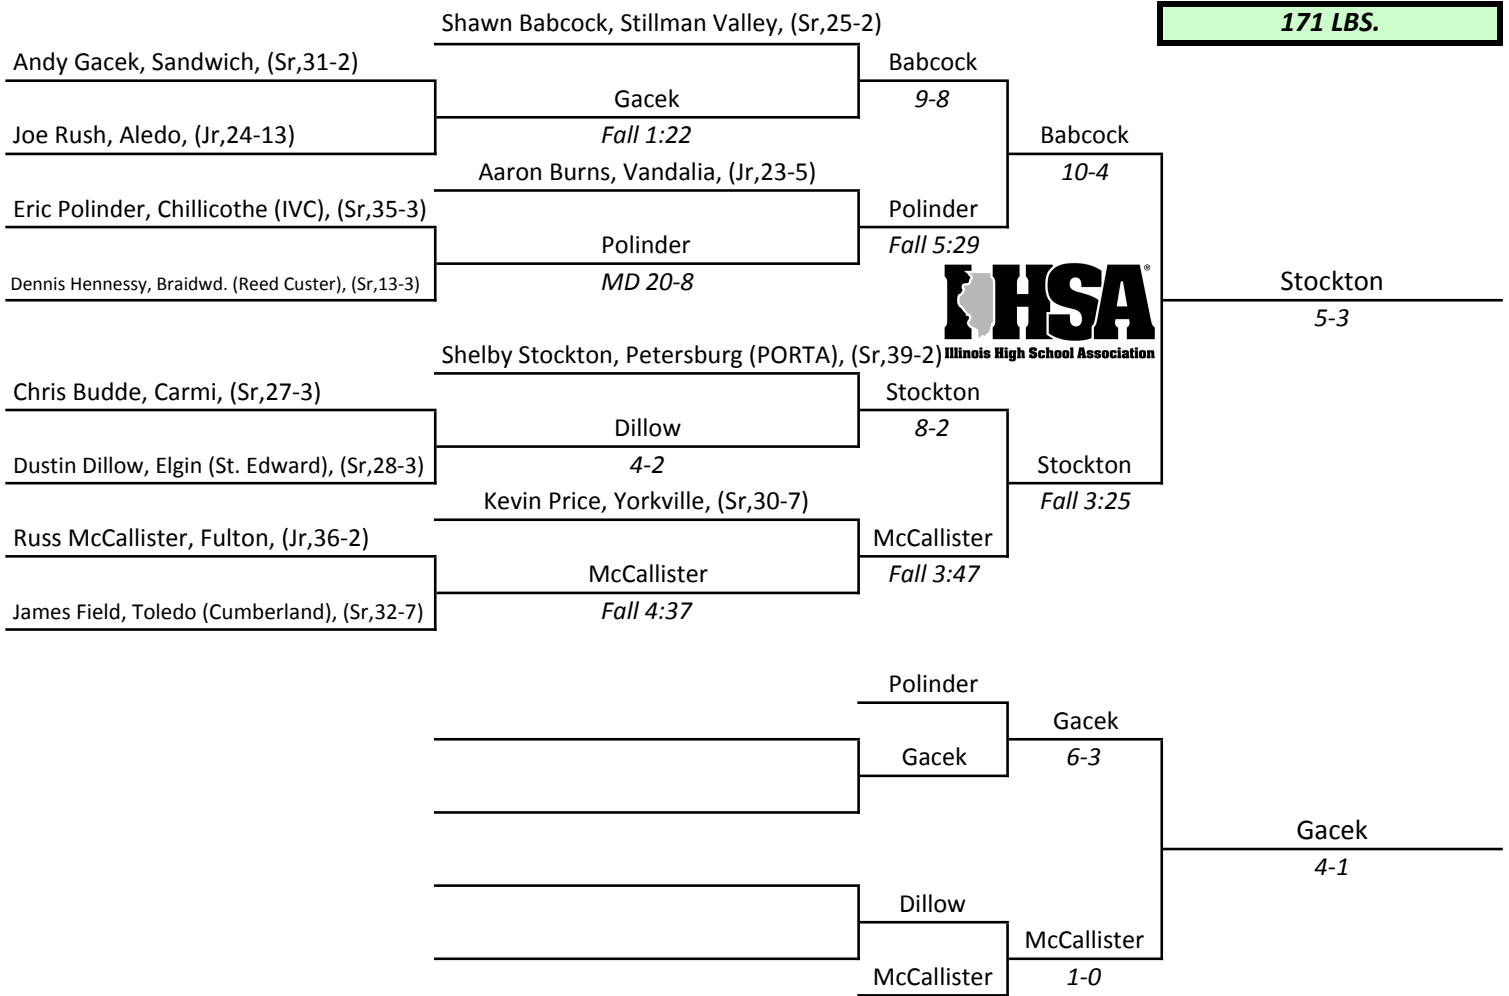 Shawn Babcock, Stillman Valley, (Sr,25-2)
171 LBS.
Andy Gacek, Sandwich, (Sr,31-2)
Babcock
Gacek
9-8
Joe Rush, Aledo, (Jr,24-13)
Fall 1:22
Babcock
Aaron Burns, Vandalia, (Jr,23-5)
10-4
Eric Polinder, Chillicothe (IVC), (Sr,35-3)
Polinder
Polinder
Fall 5:29
Dennis Hennessy, Braidwd. (Reed Custer), (Sr,13-3)
MD 20-8
IHSA®
Stockton
5-3
Shelby Stockton, Petersburg (PORTA), (Sr,39-2)
Illinois High School Association
Chris Budde, Carmi, (Sr,27-3)
Stockton
Dillow
8-2
Dustin Dillow, Elgin (St. Edward), (Sr,28-3)
4-2
Stockton
Kevin Price, Yorkville, (Sr,30-7)
Fall 3:25
Russ McCallister, Fulton, (Jr,36-2)
McCallister
McCallister
Fall 3:47
James Field, Toledo (Cumberland), (Sr,32-7)
Fall 4:37
Polinder
Gacek
Gacek
6-3
Gacek
4-1
Dillow
McCallister
McCallister
1-0